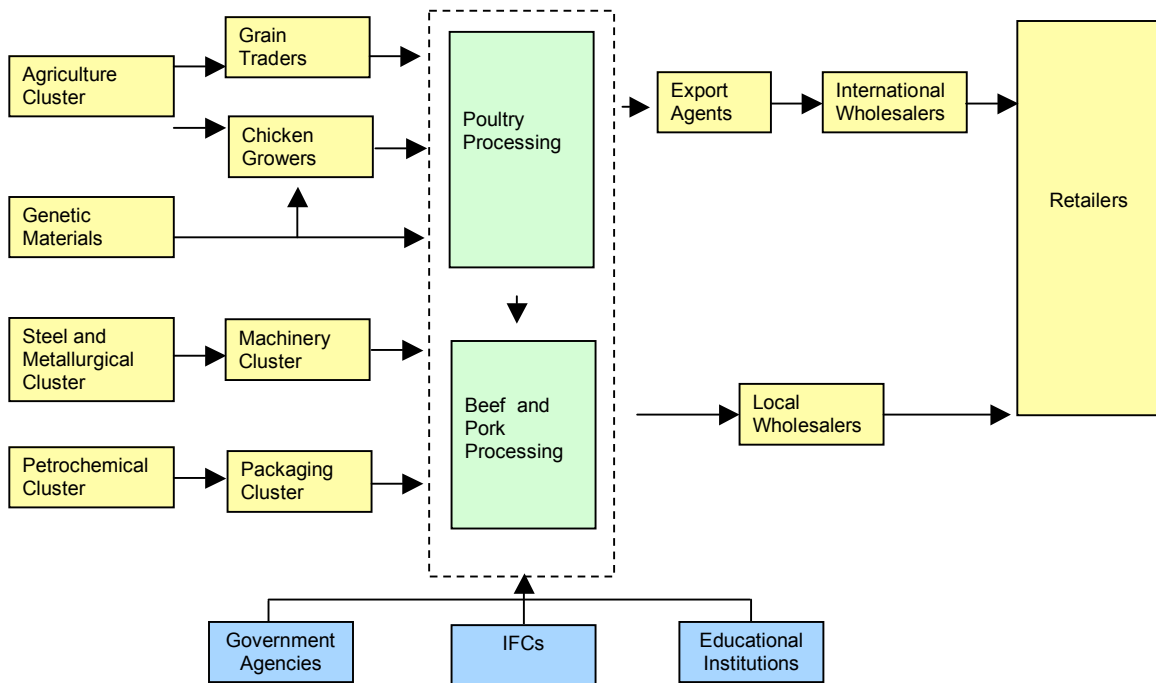 Agriculture
Cluster
Grain
Traders
Chicken
Growers
Genetic
Materials
Steel and
Metallurgical
Cluster
Machinery
Cluster
Petrochemical
Cluster
Packaging
Cluster
Poultry
Processing
Beef and
Pork
Processing
Export
Agents
International
Wholesalers
Local
Wholesalers
Retailers
Government
Agencies
IFCs
Educational
Institutions